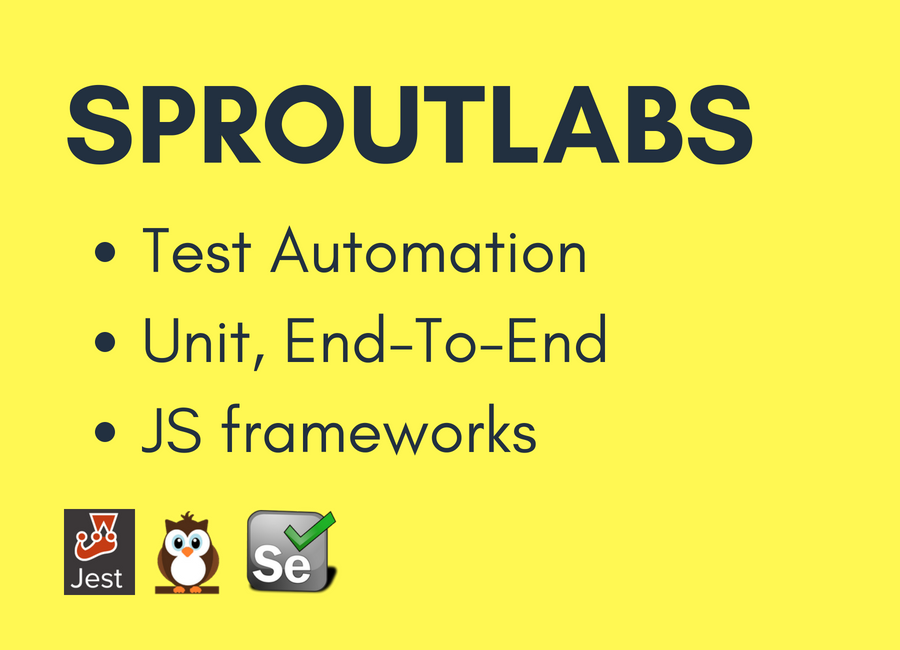 SPROUTLABS
• Test Automation
• Unit, End-To-End
• JS frameworks
Jest
Se